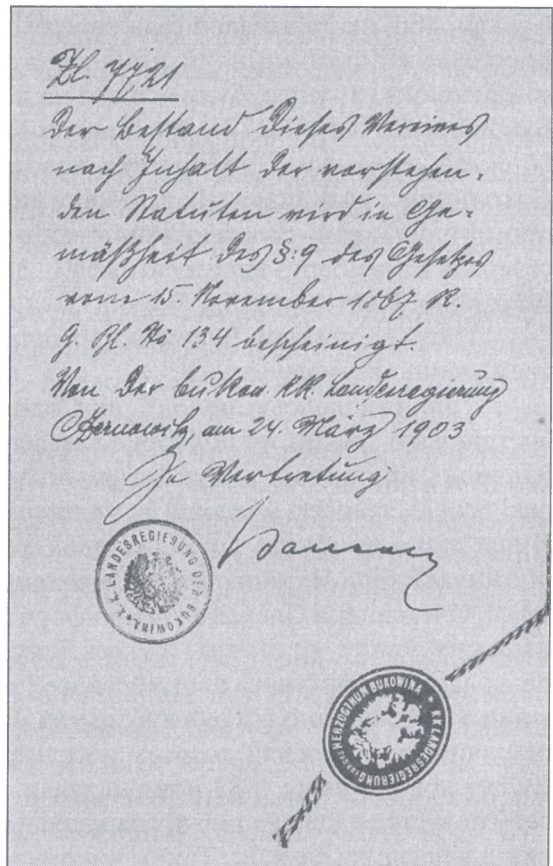 Zl. 7721
Der Bestand dieses Vereines
nach Inhalt der vorstehen-
den Statuten wird in Ge-
mäßheit des §: 9 des Gesetzes
vom 15. November 1867 R.
G. Bl. No 134 bescheinigt.
Von der bukow. k.k. Landesregierung
Czernowitz, am 24. März 1903
In Vertretung
K.K. LANDESREGIERUNG DER BUKOWINA
K.K. LANDESREGIERUNG HERZOGTHUM BUKOWINA